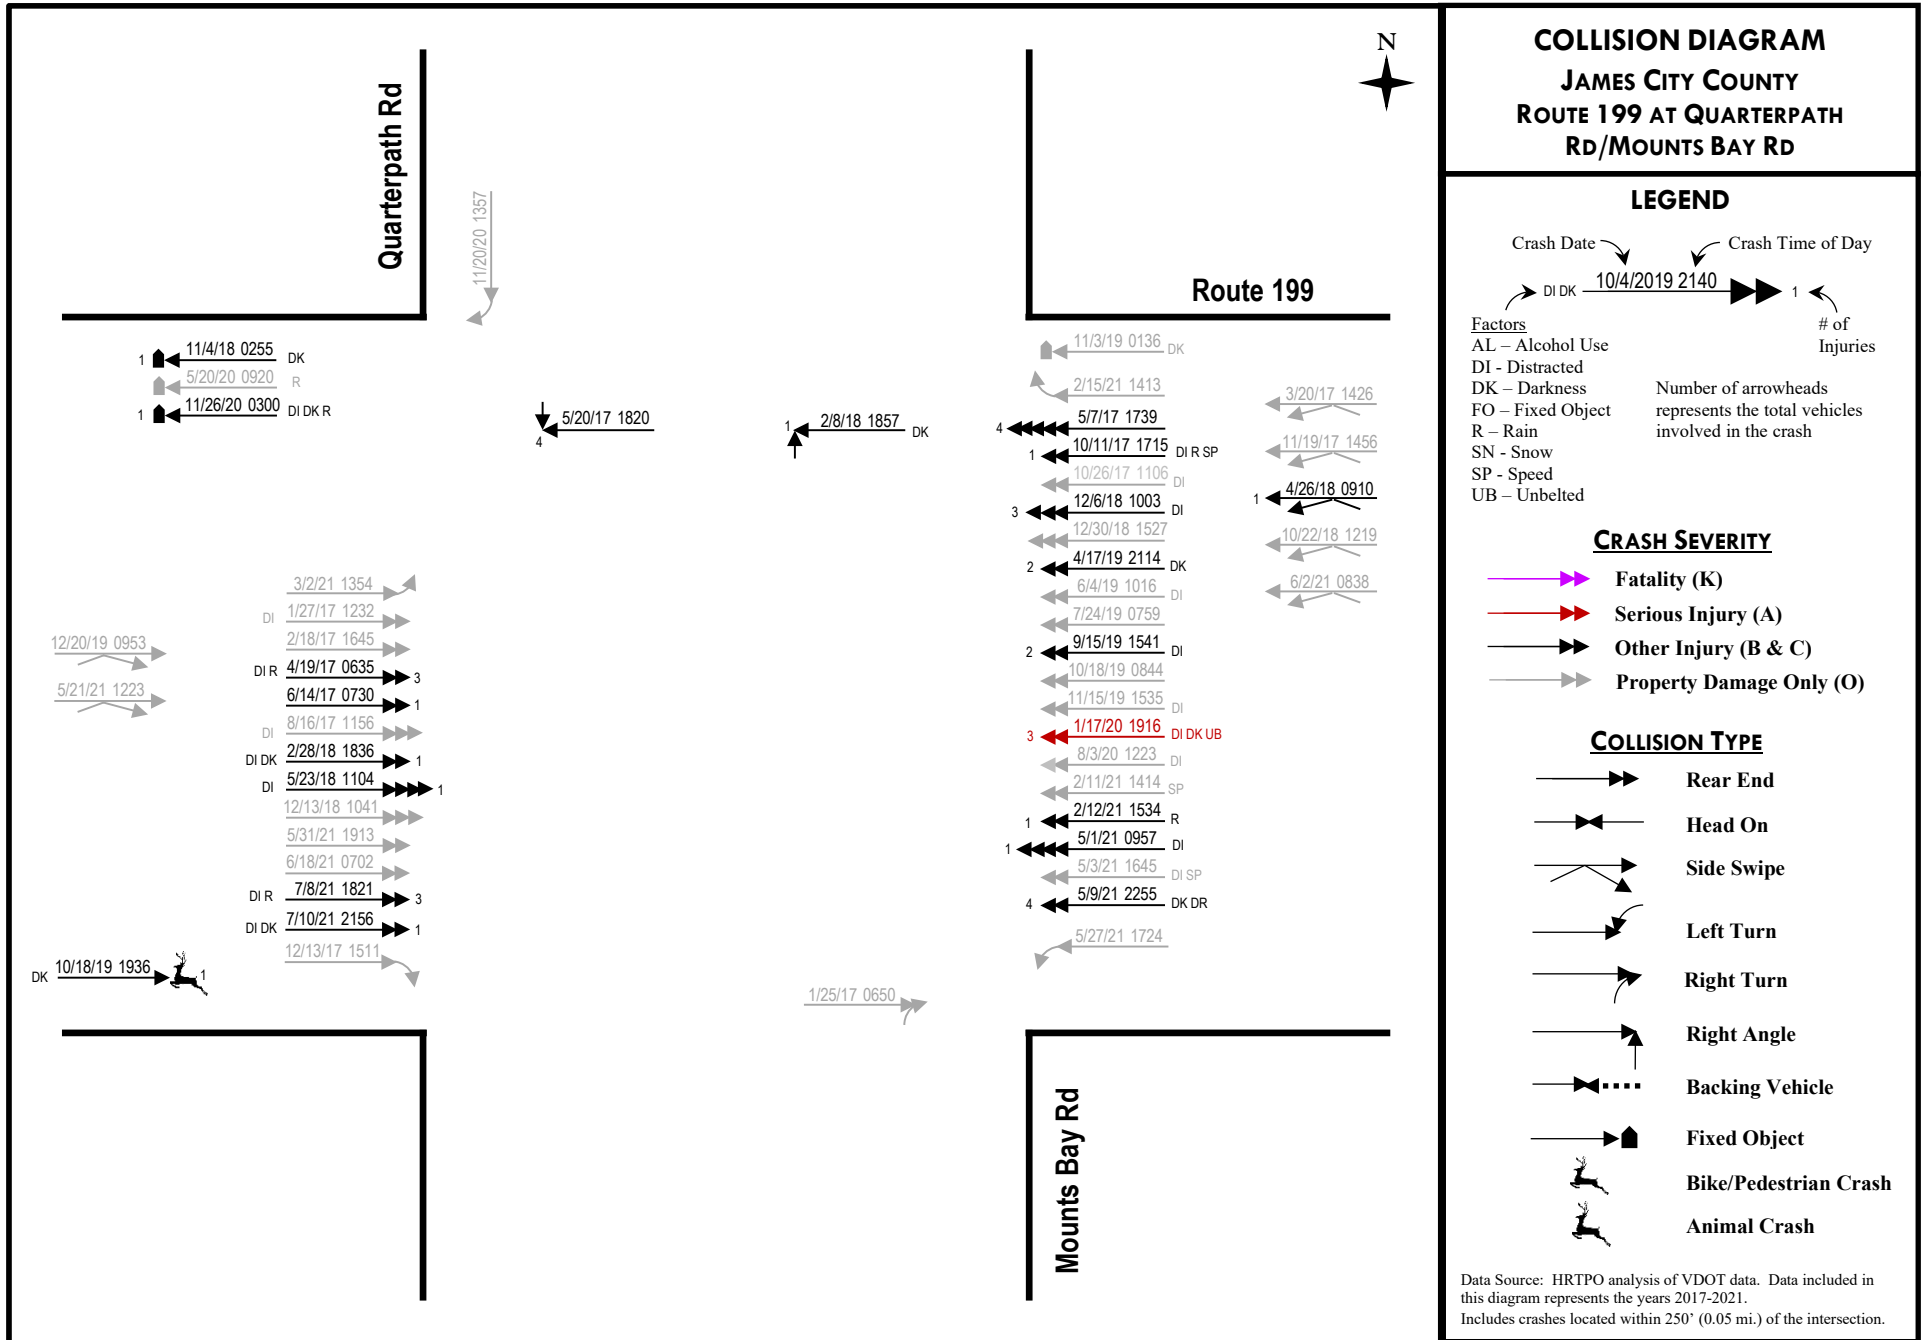 COLLISION DIAGRAM
JAMES CITY COUNTY
ROUTE 199 AT QUARTERPATH
RD/MOUNTS BAY RD
N
Quarterpath Rd
11/20/20 1357
Route 199
1 11/4/18 0255 DK
5/20/20 0920 R
1 11/26/20 0300 DI DK R
5/20/17 1820
4
1 2/8/18 1857 DK
11/3/19 0136 DK
2/15/21 1413
4 5/7/17 1739
1 10/11/17 1715 DI R SP
10/26/17 1106 DI
3 12/6/18 1003 DI
12/30/18 1527
2 4/17/19 2114 DK
6/4/19 1016 DI
7/24/19 0759
2 9/15/19 1541 DI
10/18/19 0844
11/15/19 1535 DI
3 1/17/20 1916 DI DK UB
8/3/20 1223 DI
2/11/21 1414 SP
1 2/12/21 1534 R
1 5/1/21 0957 DI
5/3/21 1645 DI SP
4 5/9/21 2255 DK DR
5/27/21 1724
3/20/17 1426
11/19/17 1456
1 4/26/18 0910
10/22/18 1219
6/2/21 0838
3/2/21 1354
DI 1/27/17 1232
2/18/17 1645
DI R 4/19/17 0635 3
6/14/17 0730 1
DI 8/16/17 1156
DI DK 2/28/18 1836 1
DI 5/23/18 1104 1
12/13/18 1041
5/31/21 1913
6/18/21 0702
DI R 7/8/21 1821 3
DI DK 7/10/21 2156 1
12/13/17 1511
12/20/19 0953
5/21/21 1223
DK 10/18/19 1936 1
1/25/17 0650
Mounts Bay Rd
LEGEND
Crash Date Crash Time of Day
DI DK 10/4/2019 2140 1
Factors
AL – Alcohol Use
DI - Distracted
DK – Darkness
FO – Fixed Object
R – Rain
SN - Snow
SP - Speed
UB – Unbelted
# of
Injuries
Number of arrowheads
represents the total vehicles
involved in the crash
CRASH SEVERITY
Fatality (K)
Serious Injury (A)
Other Injury (B & C)
Property Damage Only (O)
COLLISION TYPE
Rear End
Head On
Side Swipe
Left Turn
Right Turn
Right Angle
Backing Vehicle
Fixed Object
Bike/Pedestrian Crash
Animal Crash
Data Source: HRTPO analysis of VDOT data. Data included in
this diagram represents the years 2017-2021.
Includes crashes located within 250' (0.05 mi.) of the intersection.